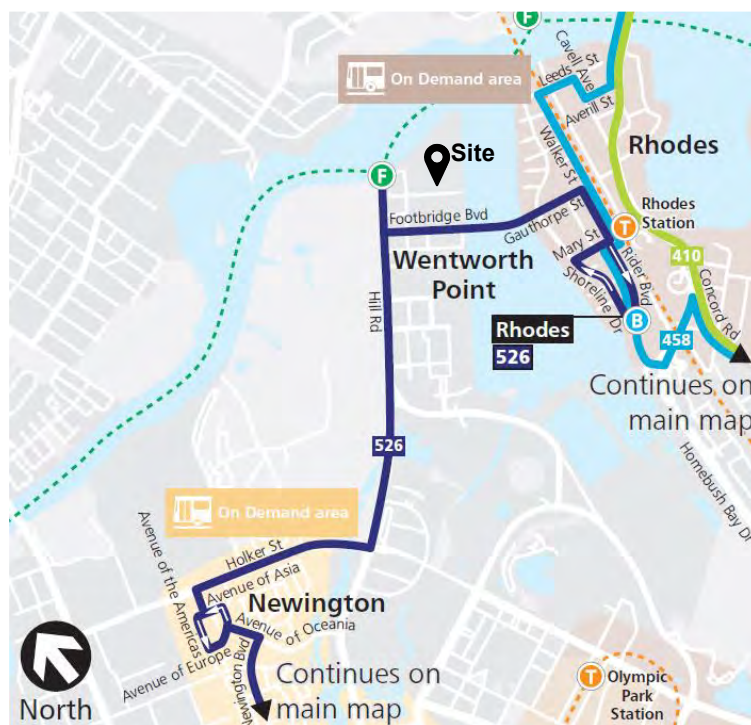 F
Cavell Ave
Leeds St
On Demand area
Averill St
Site
Rhodes
Walker St
F
Rhodes
Station
T
Footbridge Bvd
Gauthorpe St
Mary St
Rider Bvd
410
Wentworth
Point
Shoreline Dr
Concord Rd
Hill Rd
B
Rhodes
526
458
Continues on
main map
Homebush Bay Dr
526
On Demand area
Holker St
Avenue of the Americas
Avenue of Asia
Newington
Avenue of Oceania
Avenue of Europe
Newington Bvd
Continues on
main map
North
T
Olympic
Park
Station